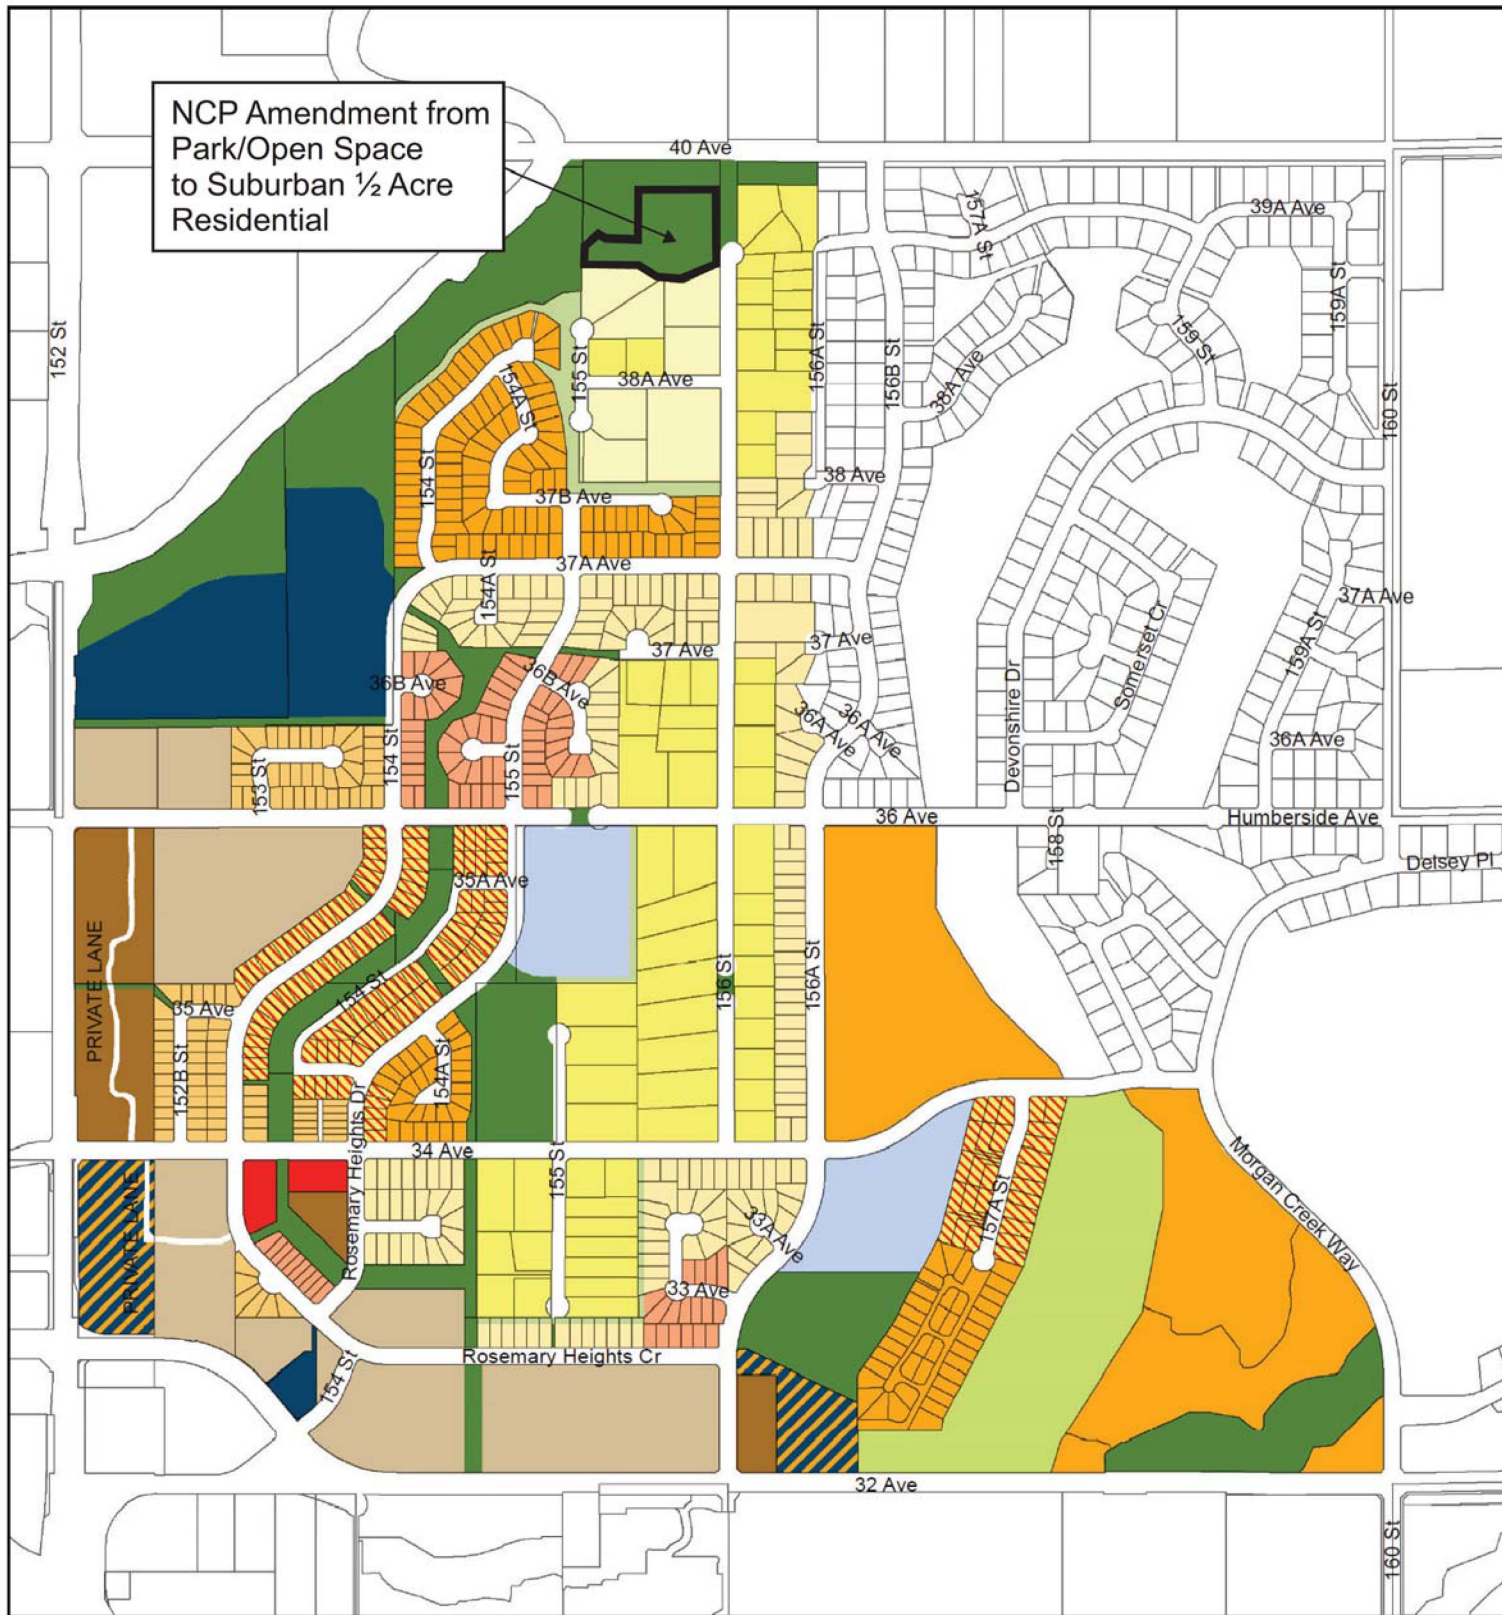 NCP Amendment from
Park/Open Space
to Suburban ½ Acre
Residential
40 Ave
157A St
39A Ave
152 St
159A St
159 St
156A St
156B St
38A Ave
155 St
38A Ave
154A St
160 St
154 St
38 Ave
37B Ave
37A Ave
154A St
37A Ave
37 Ave
37 Ave
159A St
Somerset Cr
Devonshire Dr
36B Ave
36B Ave
36A Ave
36A Ave
36A Ave
154 St
155 St
153 St
36 Ave
Humberside Ave
158 St
Delsey Pl
35A Ave
PRIVATE LANE
154 St
156 St
156A St
35 Ave
152B St
154A St
Rosemary Heights Dr
34 Ave
155 St
Morgan Creek Way
PRIVATE LANE
157A St
33A Ave
33 Ave
Rosemary Heights Cr
154 St
32 Ave
160 St